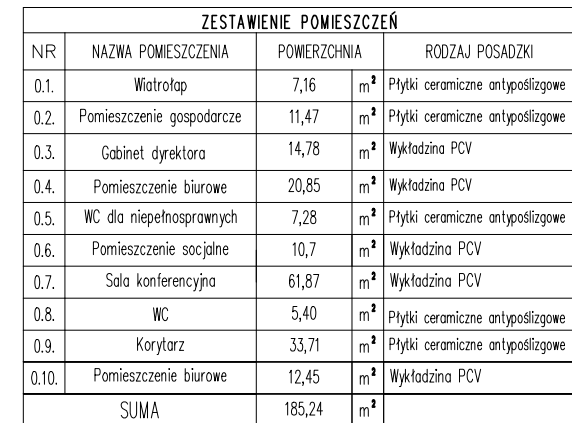 ZESTAWIENIE POMIESZCZEŃ
NR NAZWA POMIESZCZENIA POWIERZCHNIA RODZAJ POSADZKI
0.1. Wiatrołap 7,16 m² Płytki ceramiczne antypoślizgowe
0.2. Pomieszczenie gospodarcze 11,47 m² Płytki ceramiczne antypoślizgowe
0.3. Gabinet dyrektora 14,78 m² Wykładzina PCV
0.4. Pomieszczenie biurowe 20,85 m² Wykładzina PCV
0.5. WC dla niepełnosprawnych 7,28 m² Płytki ceramiczne antypoślizgowe
0.6. Pomieszczenie socjalne 10,7 m² Wykładzina PCV
0.7. Sala konferencyjna 61,87 m² Wykładzina PCV
0.8. WC 5,40 m² Płytki ceramiczne antypoślizgowe
0.9. Korytarz 33,71 m² Płytki ceramiczne antypoślizgowe
0.10. Pomieszczenie biurowe 12,45 m² Wykładzina PCV
SUMA 185,24 m²